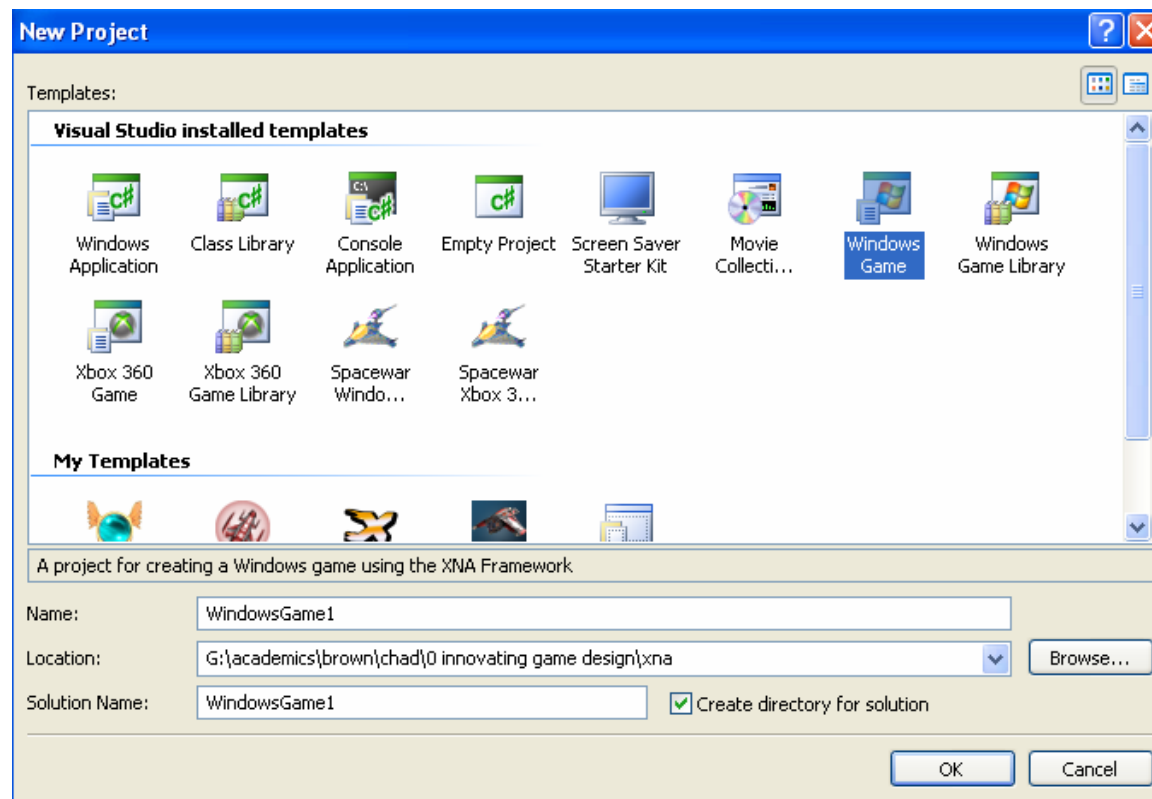 New Project
Templates:
Visual Studio installed templates
Windows Application
Class Library
Console Application
Empty Project
Screen Saver Starter Kit
Movie Collecti...
Windows Game
Windows Game Library
Xbox 360 Game
Xbox 360 Game Library
Spacewar Windo...
Spacewar Xbox 3...
My Templates
A project for creating a Windows game using the XNA Framework
Name:
WindowsGame1
Location:
G:\academics\brown\chad\0 innovating game design\xna
Browse...
Solution Name:
WindowsGame1
Create directory for solution
OK
Cancel